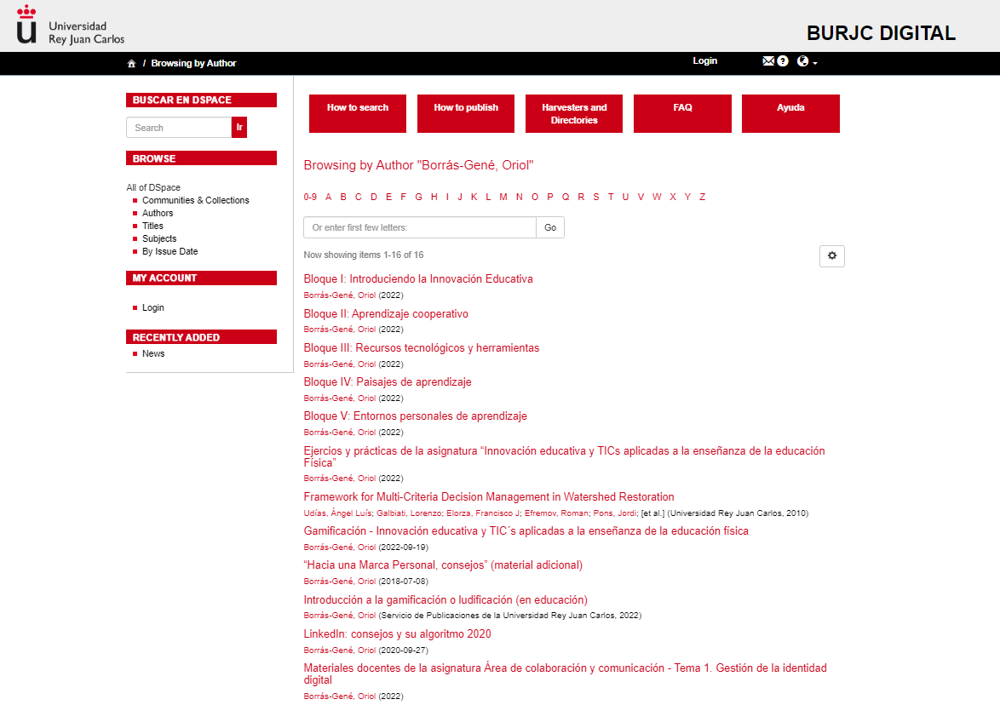 Universidad
Rey Juan Carlos
BURJC DIGITAL
/ Browsing by Author
Login
BUSCAR EN DSPACE
Search
Ir
BROWSE
All of DSpace
Communities & Collections
Authors
Titles
Subjects
By Issue Date
MY ACCOUNT
Login
RECENTLY ADDED
News
How to search
How to publish
Harvesters and
Directories
FAQ
Ayuda
Browsing by Author "Borrás-Gené, Oriol"
0-9 A B C D E F G H I J K L M N O P Q R S T U V W X Y Z
Or enter first few letters:
Go
Now showing items 1-16 of 16
Bloque I: Introduciendo la Innovación Educativa
Borrás-Gené, Oriol (2022)
Bloque II: Aprendizaje cooperativo
Borrás-Gené, Oriol (2022)
Bloque III: Recursos tecnológicos y herramientas
Borrás-Gené, Oriol (2022)
Bloque IV: Paisajes de aprendizaje
Borrás-Gené, Oriol (2022)
Bloque V: Entornos personales de aprendizaje
Borrás-Gené, Oriol (2022)
Ejercios y prácticas de la asignatura “Innovación educativa y TICs aplicadas a la enseñanza de la educación
Física”
Borrás-Gené, Oriol (2022)
Framework for Multi-Criteria Decision Management in Watershed Restoration
Udías, Ángel Luís; Galbiati, Lorenzo; Elorza, Francisco J; Efremov, Roman; Pons, Jordi; [et al.] (Universidad Rey Juan Carlos, 2010)
Gamificación - Innovación educativa y TIC´s aplicadas a la enseñanza de la educación física
Borrás-Gené, Oriol (2022-09-19)
“Hacia una Marca Personal, consejos” (material adicional)
Borrás-Gené, Oriol (2018-07-08)
Introducción a la gamificación o ludificación (en educación)
Borrás-Gené, Oriol (Servicio de Publicaciones de la Universidad Rey Juan Carlos, 2022)
LinkedIn: consejos y su algoritmo 2020
Borrás-Gené, Oriol (2020-09-27)
Materiales docentes de la asignatura Área de colaboración y comunicación - Tema 1. Gestión de la identidad
digital
Borrás-Gené, Oriol (2022)